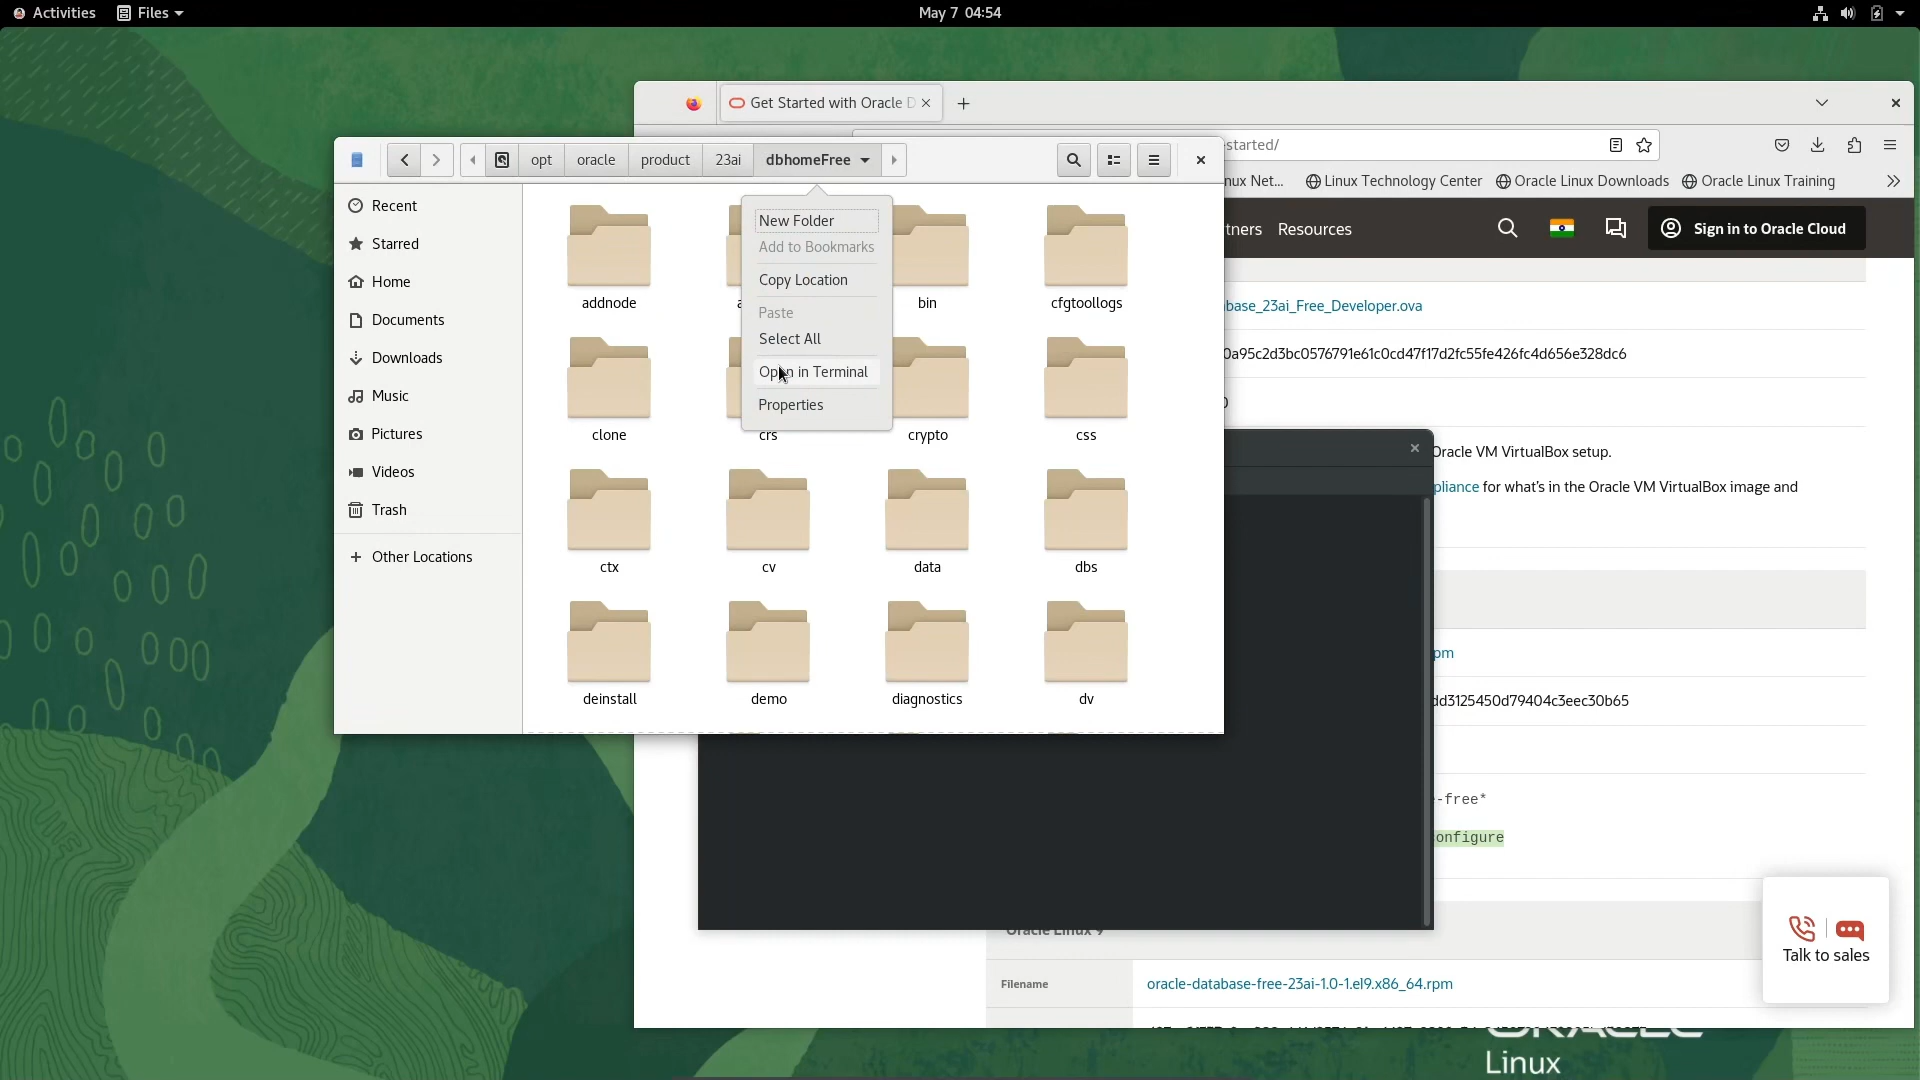 Activities
Files
May 7 04:54
Get Started with Oracle D
started/
opt
oracle
product
23ai
dbhomeFree
nux Net...
Linux Technology Center
Oracle Linux Downloads
Oracle Linux Training
Recent
Starred
Home
Documents
Downloads
Music
Pictures
Videos
Trash
Other Locations
New Folder
Add to Bookmarks
Copy Location
Paste
Select All
Open in Terminal
Properties
addnode
bin
cfgtoollogs
clone
crs
crypto
css
ctx
cv
data
dbs
deinstall
demo
diagnostics
dv
tners
Resources
Sign in to Oracle Cloud
base_23ai_Free_Developer.ova
0a95c2d3bc0576791e61c0cd47f17d2fc55fe426fc4d656e328dc6
Oracle VM VirtualBox setup.
pliance for what's in the Oracle VM VirtualBox image and
pm
dd3125450d79404c3eec30b65
-free*
onfigure
Oracle Linux 9
Filename
oracle-database-free-23ai-1.0-1.el9.x86_64.rpm
Talk to sales
Linux